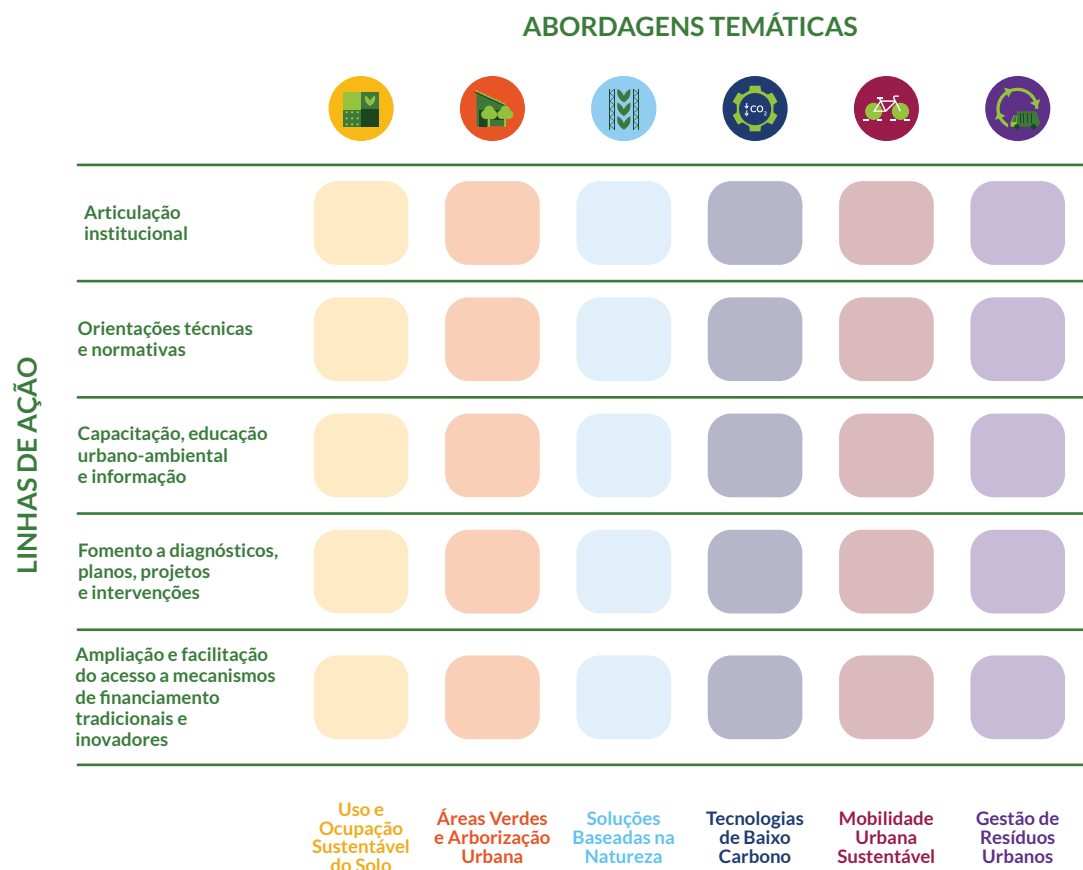 ABORDAGENS TEMÁTICAS
CO2
LINHAS DE AÇÃO
Articulação
institucional
Orientações técnicas
e normativas
Capacitação, educação
urbano-ambiental
e informação
Fomento a diagnósticos,
planos, projetos
e intervenções
Ampliação e facilitação
do acesso a mecanismos
de financiamento
tradicionais e
inovadores
Uso e
Ocupação
Sustentável
do Solo
Áreas Verdes
e Arborização
Urbana
Soluções
Baseadas na
Natureza
Tecnologias
de Baixo
Carbono
Mobilidade
Urbana
Sustentável
Gestão de
Resíduos
Urbanos